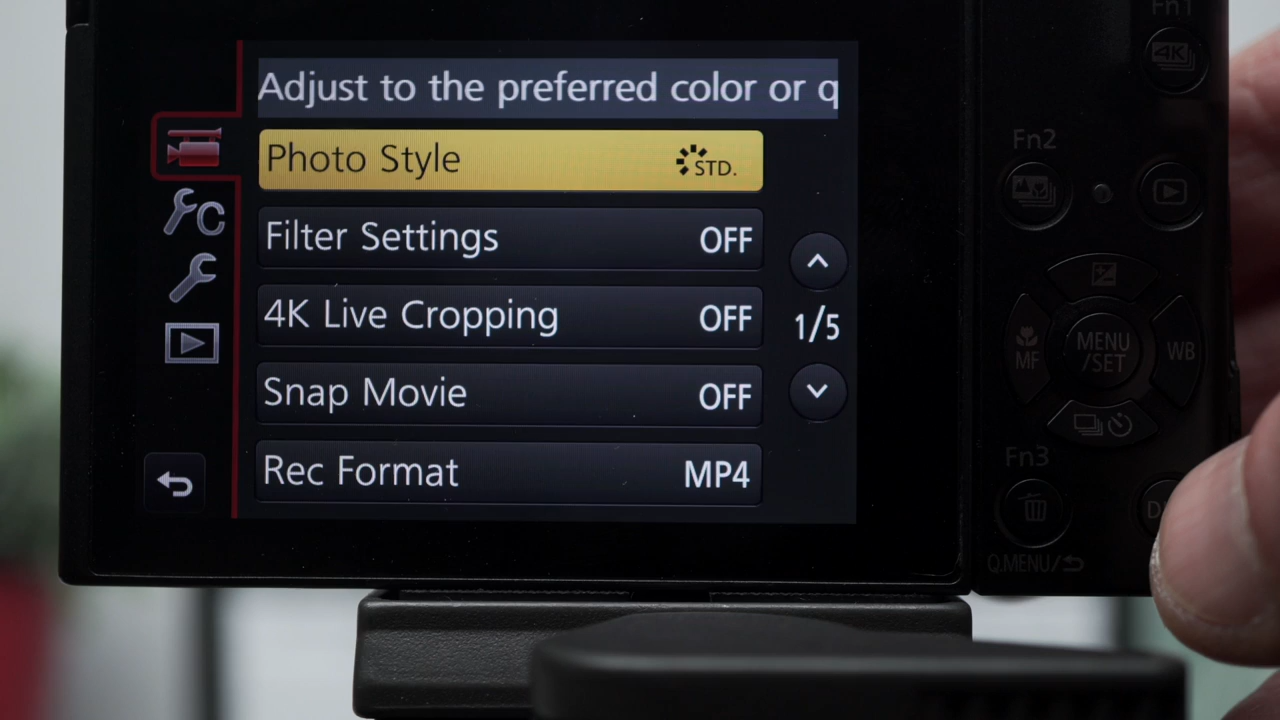 Adjust to the preferred color or q
Photo Style STD.
Filter Settings OFF
4K Live Cropping OFF
1/5
Snap Movie OFF
Rec Format MP4
C
Fn1
4K
Fn2
MENU
/SET
MF
WB
Fn3
D
Q.MENU/